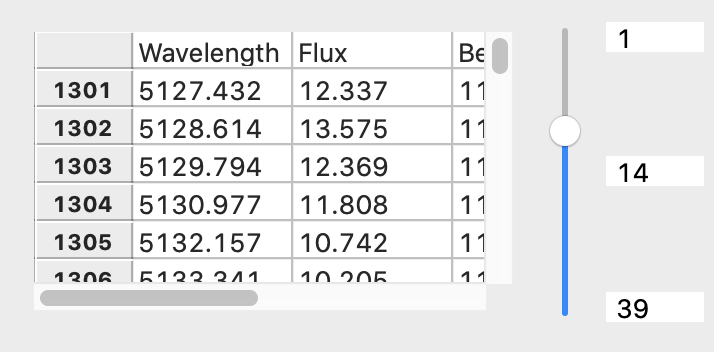 Wavelength Flux Be
1301 5127.432 12.337 11
1302 5128.614 13.575 11
1303 5129.794 12.369 11
1304 5130.977 11.808 11
1305 5132.157 10.742 11
1306 5133.341 10.205 11
1
14
39